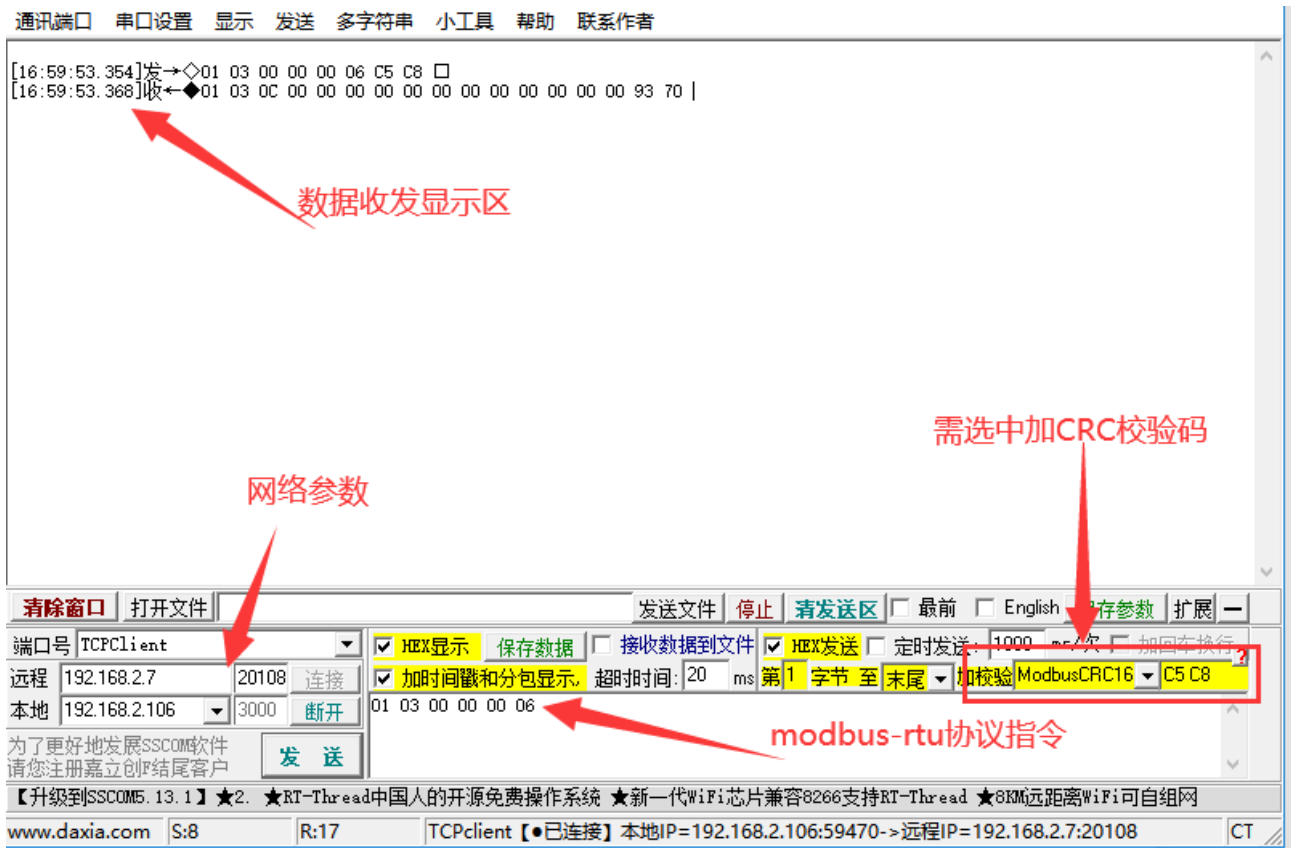 通讯端口 串口设置 显示 发送 多字符串 小工具 帮助 联系作者
[16:59:53.354]发→◇01 03 00 00 00 06 C5 C8 □
[16:59:53.368]收←◆01 03 0C 00 00 00 00 00 00 00 00 00 00 00 00 93 70
数据收发显示区
需选中加CRC校验码
网络参数
清除窗口 打开文件 发送文件 停止 清发送区 最前 English 保存参数 扩展 —
端口号 TCPClient HEX显示 保存数据 接收数据到文件 HEX发送 定时发送: 1000 ms/次 加回车换行
远程 192.168.2.7 20108 连接 加时间戳和分包显示, 超时时间: 20 ms 第 1 字节 至 末尾 加校验 ModbusCRC16 C5 C8 ?
本地 192.168.2.106 3000 断开 01 03 00 00 00 06
modbus-rtu协议指令
为了更好地发展SSCOM软件
请您注册嘉立创F结尾客户
发 送
【升级到SSCOM5.13.1】★2. ★RT-Thread中国人的开源免费操作系统 ★新一代WiFi芯片兼容8266支持RT-Thread ★8KM远距离WiFi可自组网
www.daxia.com S:8 R:17 TCPclient【●已连接】本地IP=192.168.2.106:59470->远程IP=192.168.2.7:20108 CT